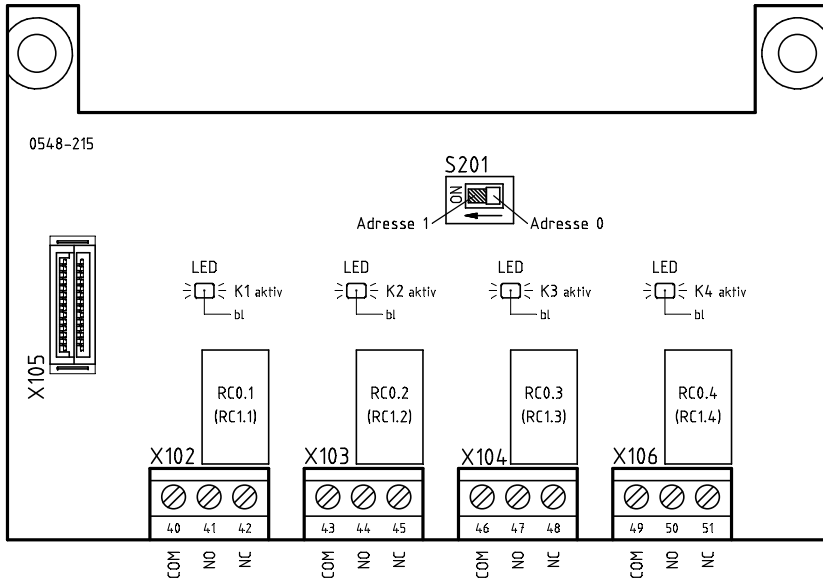 0548-215
S201
ON
Adresse 1
Adresse 0
LED
K1 aktiv
bl
LED
K2 aktiv
bl
LED
K3 aktiv
bl
LED
K4 aktiv
bl
X105
RC0.1
(RC1.1)
RC0.2
(RC1.2)
RC0.3
(RC1.3)
RC0.4
(RC1.4)
X102
X103
X104
X106
40 41 42
43 44 45
46 47 48
49 50 51
COM NO NC
COM NO NC
COM NO NC
COM NO NC